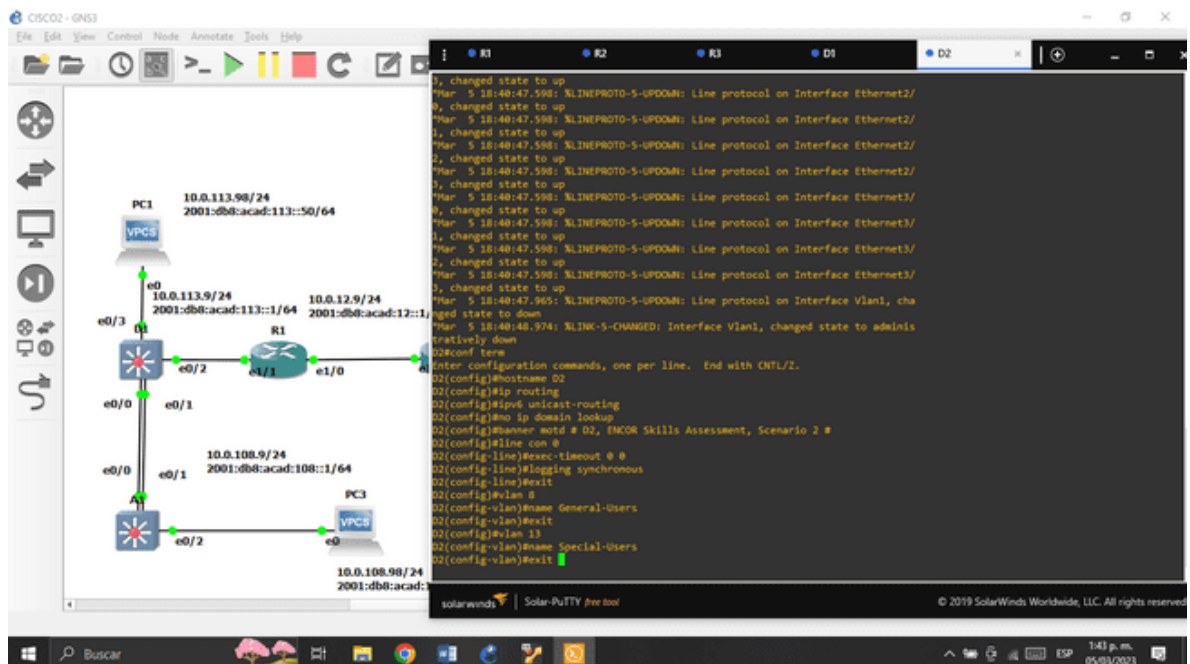 CISCO2 - GNS3
File Edit View Control Node Annotate Tools Help
R1 R2 R3 D1 D2
3, changed state to up
*Mar 5 18:40:47.598: %LINEPROTO-5-UPDOWN: Line protocol on Interface Ethernet2/
0, changed state to up
*Mar 5 18:40:47.598: %LINEPROTO-5-UPDOWN: Line protocol on Interface Ethernet2/
1, changed state to up
*Mar 5 18:40:47.598: %LINEPROTO-5-UPDOWN: Line protocol on Interface Ethernet2/
2, changed state to up
*Mar 5 18:40:47.598: %LINEPROTO-5-UPDOWN: Line protocol on Interface Ethernet2/
3, changed state to up
*Mar 5 18:40:47.598: %LINEPROTO-5-UPDOWN: Line protocol on Interface Ethernet3/
0, changed state to up
*Mar 5 18:40:47.598: %LINEPROTO-5-UPDOWN: Line protocol on Interface Ethernet3/
1, changed state to up
*Mar 5 18:40:47.598: %LINEPROTO-5-UPDOWN: Line protocol on Interface Ethernet3/
2, changed state to up
*Mar 5 18:40:47.598: %LINEPROTO-5-UPDOWN: Line protocol on Interface Ethernet3/
3, changed state to up
*Mar 5 18:40:47.965: %LINEPROTO-5-UPDOWN: Line protocol on Interface Vlan1, cha
nged state to down
*Mar 5 18:40:48.974: %LINK-5-CHANGED: Interface Vlan1, changed state to adminis
tratively down
D2#conf term
Enter configuration commands, one per line. End with CNTL/Z.
D2(config)#hostname D2
D2(config)#ip routing
D2(config)#ipv6 unicast-routing
D2(config)#no ip domain lookup
D2(config)#banner motd # D2, ENCOR Skills Assessment, Scenario 2 #
D2(config)#line con 0
D2(config-line)#exec-timeout 0 0
D2(config-line)#logging synchronous
D2(config-line)#exit
D2(config)#vlan 8
D2(config-vlan)#name General-Users
D2(config-vlan)#exit
D2(config)#vlan 13
D2(config-vlan)#name Special-Users
D2(config-vlan)#exit
solarwinds Solar-PuTTY free tool
© 2019 SolarWinds Worldwide, LLC. All rights reserved
PC1
10.0.113.98/24
2001:db8:acad:113::50/64
VPCS
e0
10.0.113.9/24
2001:db8:acad:113::1/64
10.0.12.9/24
2001:db8:acad:12::1/
e0/3
D1
R1
e0/2
e1/1
e1/0
e0/0
e0/1
10.0.108.9/24
2001:db8:acad:108::1/64
e0/0
e0/1
A1
PC3
VPCS
e0/2
e0
10.0.108.98/24
2001:db8:acad:1
Buscar
ESP
1:43 p. m.
05/03/2023